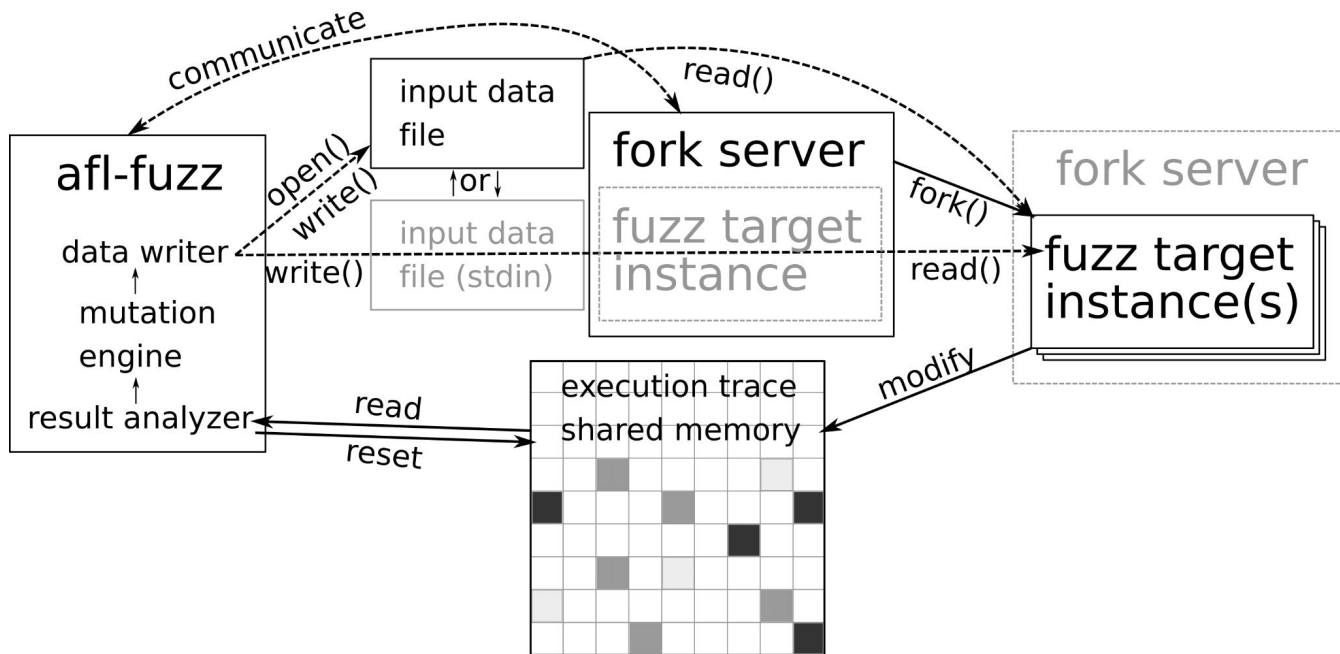 communicate
input data
file
read()
afl-fuzz
open()
write()
↑or↓
fork server
fork server
fork()
input data
file (stdin)
fuzz target
instance
data writer
write()
read()
fuzz target
instance(s)
mutation
engine
result analyzer
read
reset
execution trace
shared memory
modify